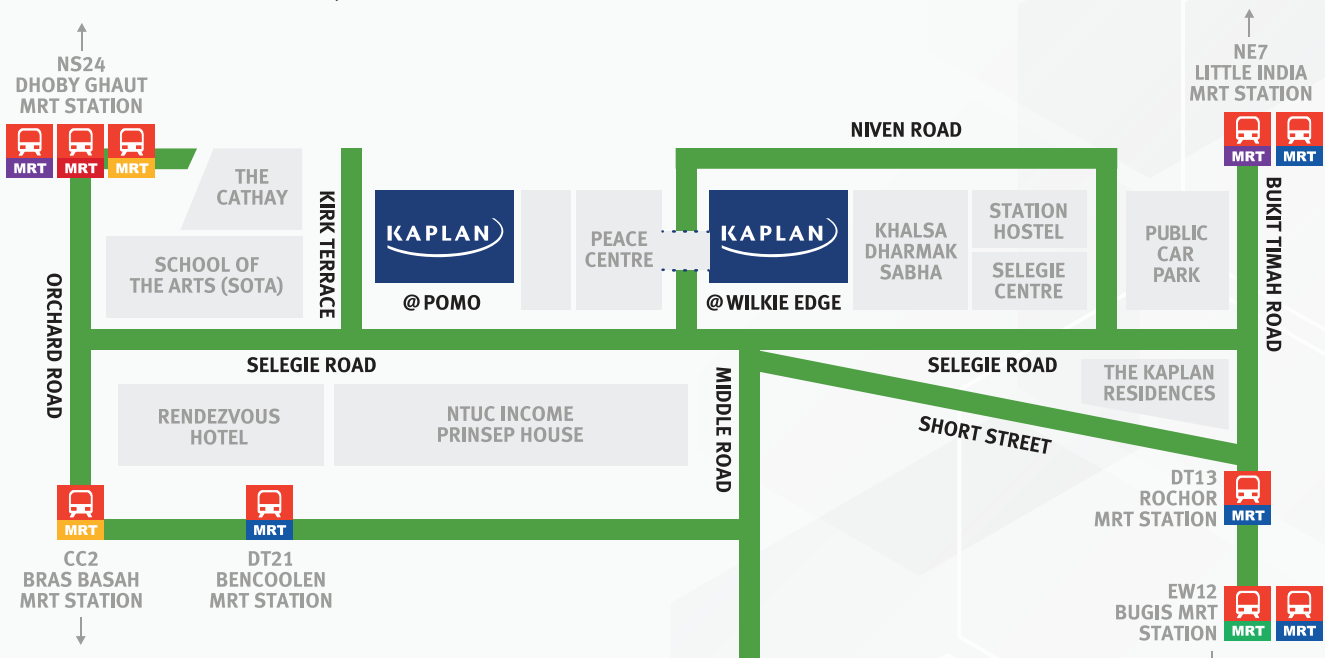 NS24
DHOBY GHAUT
MRT STATION
MRT
MRT
MRT
NE7
LITTLE INDIA
MRT STATION
MRT
MRT
NIVEN ROAD
THE
CATHAY
KIRK TERRACE
KAPLAN
@ POMO
PEACE
CENTRE
KAPLAN
@ WILKIE EDGE
KHALSA
DHARMAK
SABHA
STATION
HOSTEL
SELEGIE
CENTRE
PUBLIC
CAR
PARK
BUKIT TIMAH ROAD
SCHOOL OF
THE ARTS (SOTA)
ORCHARD ROAD
SELEGIE ROAD
SELEGIE ROAD
THE KAPLAN
RESIDENCES
RENDEZVOUS
HOTEL
NTUC INCOME
PRINSEP HOUSE
MIDDLE ROAD
SHORT STREET
MRT
CC2
BRAS BASAH
MRT STATION
MRT
DT21
BENCOOLEN
MRT STATION
DT13
ROCHOR
MRT STATION
MRT
EW12
BUGIS MRT
STATION
MRT
MRT